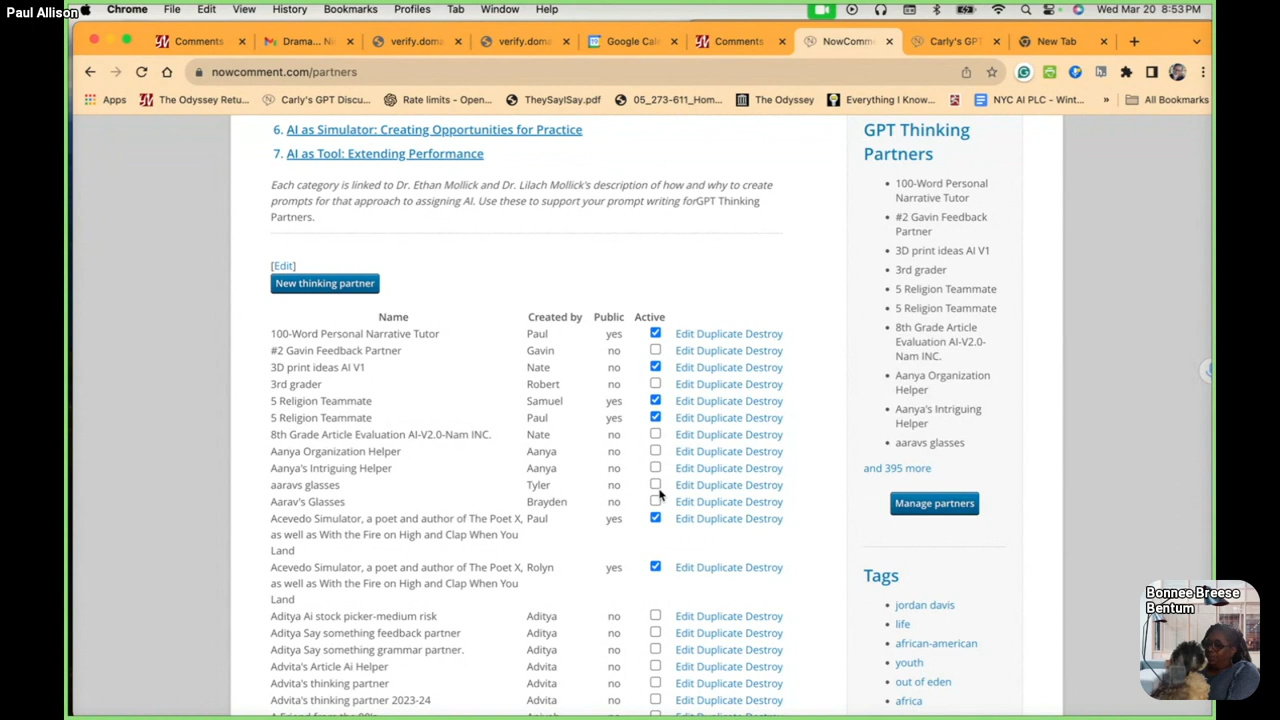 Paul Allison
Chrome File Edit View History Bookmarks Profiles Tab Window Help Wed Mar 20 8:53 PM
Comments Drama... N verify.doma verify.doma Google Cal Comments NowComm Carly's GPT New Tab
nowcomment.com/partners
Apps The Odyssey Retu... Carly's GPT Discu... Rate limits - Open... TheySaylSay.pdf 05_273-611_Hom... The Odyssey Everything I Know... NYC AI PLC - Wint... » All Bookmarks
6. AI as Simulator: Creating Opportunities for Practice
7. AI as Tool: Extending Performance
Each category is linked to Dr. Ethan Mollick and Dr. Lilach Mollick's description of how and why to create
prompts for that approach to assigning AI. Use these to support your prompt writing forGPT Thinking
Partners.
[Edit]
New thinking partner
Name Created by Public Active
100-Word Personal Narrative Tutor Paul yes Edit Duplicate Destroy
#2 Gavin Feedback Partner Gavin no Edit Duplicate Destroy
3D print ideas AI V1 Nate no Edit Duplicate Destroy
3rd grader Robert no Edit Duplicate Destroy
5 Religion Teammate Samuel yes Edit Duplicate Destroy
5 Religion Teammate Paul yes Edit Duplicate Destroy
8th Grade Article Evaluation AI-V2.0-Nam INC. Nate no Edit Duplicate Destroy
Aanya Organization Helper Aanya no Edit Duplicate Destroy
Aanya's Intriguing Helper Aanya no Edit Duplicate Destroy
aaravs glasses Tyler no Edit Duplicate Destroy
Aarav's Glasses Brayden no Edit Duplicate Destroy
Acevedo Simulator, a poet and author of The Poet X, Paul yes Edit Duplicate Destroy
as well as With the Fire on High and Clap When You
Land
Acevedo Simulator, a poet and author of The Poet X, Rolyn yes Edit Duplicate Destroy
as well as With the Fire on High and Clap When You
Land
Aditya Ai stock picker-medium risk Aditya no Edit Duplicate Destroy
Aditya Say something feedback partner Aditya no Edit Duplicate Destroy
Aditya Say something grammar partner. Aditya no Edit Duplicate Destroy
Advita's Article Ai Helper Advita no Edit Duplicate Destroy
Advita's thinking partner Advita no Edit Duplicate Destroy
Advita's thinking partner 2023-24 Advita no Edit Duplicate Destroy
GPT Thinking
Partners
100-Word Personal
Narrative Tutor
#2 Gavin Feedback
Partner
3D print ideas AI V1
3rd grader
5 Religion Teammate
5 Religion Teammate
8th Grade Article
Evaluation AI-V2.0-
Nam INC.
Aanya Organization
Helper
Aanya's Intriguing
Helper
aaravs glasses
and 395 more
Manage partners
Tags
jordan davis
life
african-american
youth
out of eden
africa
Bonnee Breese
Bentum